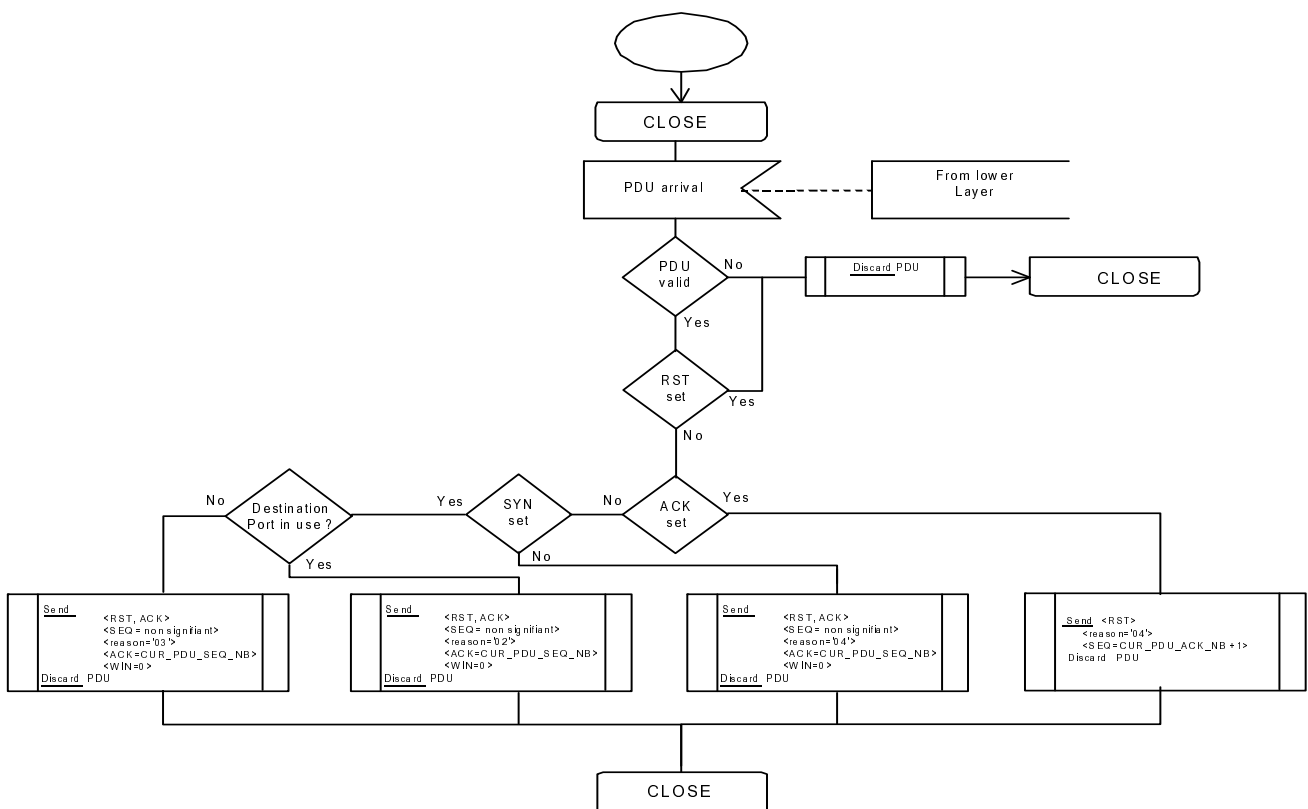 CLOSE
PDU arrival
From lower
Layer
PDU
valid
No
Discard PDU
CLOSE
Yes
RST
set
Yes
No
No
Destination
Port in use ?
Yes
SYN
set
No
ACK
set
Yes
Yes
No
Send
<RST, ACK>
<SEQ = non signifiant>
<reason='03'>
<ACK=CUR_PDU_SEQ_NB>
<WIN=0>
Discard PDU
Send
<RST, ACK>
<SEQ = non signifiant>
<reason='02'>
<ACK=CUR_PDU_SEQ_NB>
<WIN=0>
Discard PDU
Send
<RST, ACK>
<SEQ = non signifiant>
<reason='04'>
<ACK=CUR_PDU_SEQ_NB>
<WIN=0>
Discard PDU
Send <RST>
<reason='04'>
<SEQ=CUR_PDU_ACK_NB +1>
Discard PDU
CLOSE